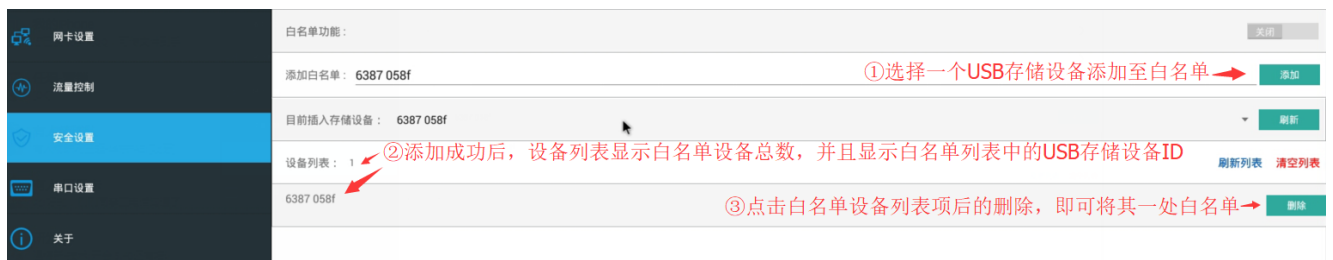 网卡设置
白名单功能：
关闭
流量控制
添加白名单： 6387 058f
①选择一个USB存储设备添加至白名单
添加
目前插入存储设备： 6387 058f
刷新
安全设置
②添加成功后，设备列表显示白名单设备总数，并且显示白名单列表中的USB存储设备ID
设备列表： 1
刷新列表 清空列表
串口设置
6387 058f
③点击白名单设备列表项后的删除，即可将其一处白名单
删除
关于